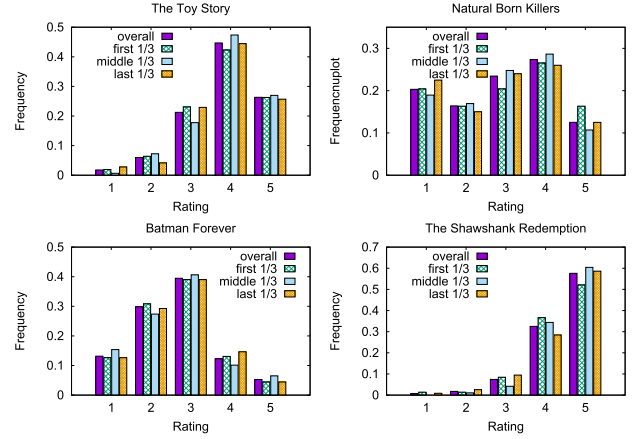 The Toy Story
Frequency
0.5
0.4
0.3
0.2
0.1
0
overall
first 1/3
middle 1/3
last 1/3
1 2 3 4 5
Rating
Natural Born Killers
Frequencnuplot
0.3
0.2
0.1
0
overall
first 1/3
middle 1/3
last 1/3
1 2 3 4 5
Rating
Batman Forever
Frequency
0.5
0.4
0.3
0.2
0.1
0
overall
first 1/3
middle 1/3
last 1/3
1 2 3 4 5
Rating
The Shawshank Redemption
Frequency
0.7
0.6
0.5
0.4
0.3
0.2
0.1
0
overall
first 1/3
middle 1/3
last 1/3
1 2 3 4 5
Rating